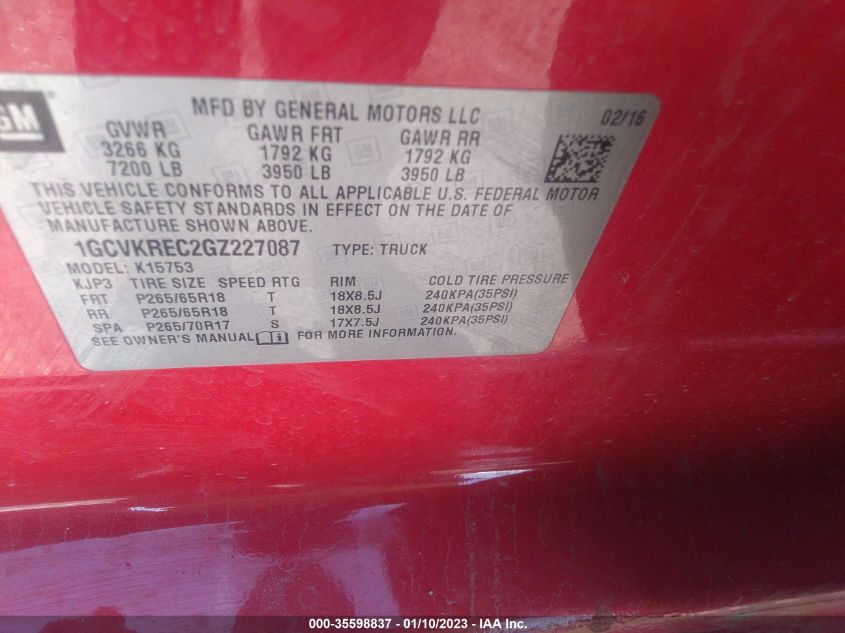 GM
MFD BY GENERAL MOTORS LLC
02/16
GVWR GAWR FRT GAWR RR
3266 KG 1792 KG 1792 KG
7200 LB 3950 LB 3950 LB
THIS VEHICLE CONFORMS TO ALL APPLICABLE U.S. FEDERAL MOTOR
VEHICLE SAFETY STANDARDS IN EFFECT ON THE DATE OF
MANUFACTURE SHOWN ABOVE.
1GCVKREC2GZ227087 TYPE: TRUCK
MODEL: K15753
KJP3 TIRE SIZE SPEED RTG RIM COLD TIRE PRESSURE
FRT P265/65R18 T 18X8.5J 240KPA(35PSI)
RR P265/65R18 T 18X8.5J 240KPA(35PSI)
SPA P265/70R17 S 17X7.5J 240KPA(35PSI)
SEE OWNER'S MANUAL FOR MORE INFORMATION.
000-35598837 - 01/10/2023 - IAA Inc.